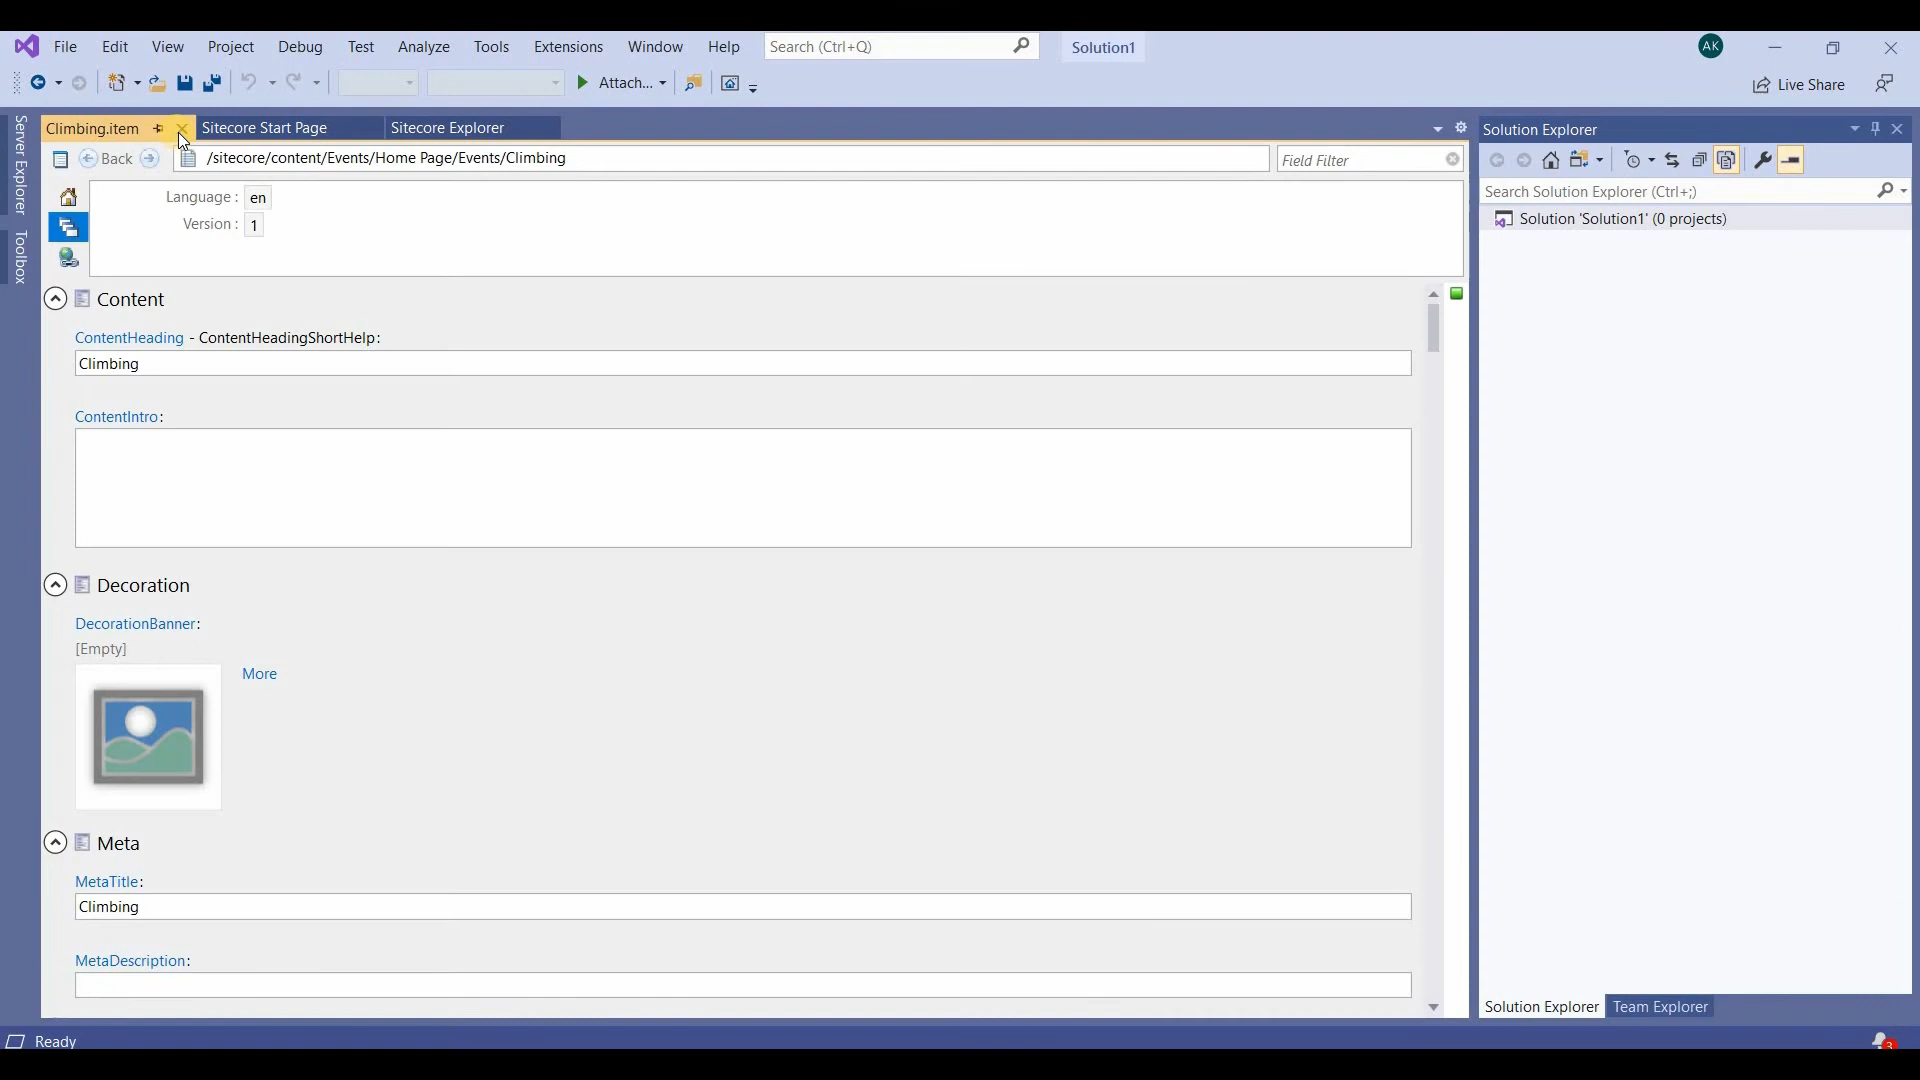 File Edit View Project Debug Test Analyze Tools Extensions Window Help Search (Ctrl+Q) Solution1 AK
Attach... Live Share
Server Explorer
Toolbox
Climbing.item Sitecore Start Page Sitecore Explorer
Back /sitecore/content/Events/Home Page/Events/Climbing Field Filter
Language : en
Version : 1
Content
ContentHeading - ContentHeadingShortHelp:
Climbing
ContentIntro:
Decoration
DecorationBanner:
[Empty]
More
Meta
MetaTitle:
Climbing
MetaDescription:
Solution Explorer
Search Solution Explorer (Ctrl+;)
Solution 'Solution1' (0 projects)
Solution Explorer Team Explorer
Ready
3